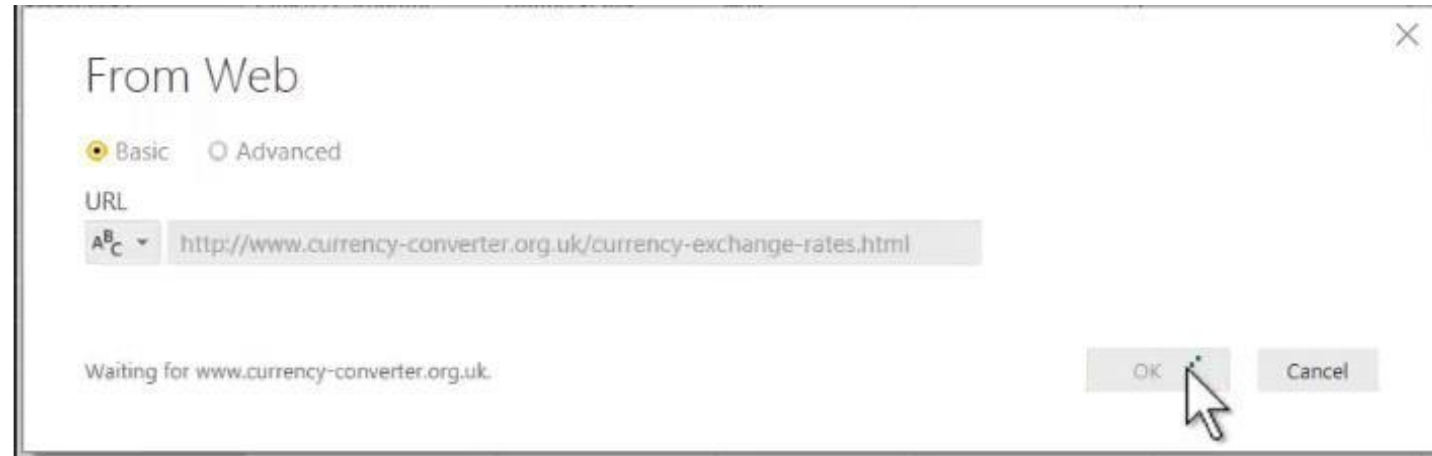 From Web
Basic Advanced
URL
ABC http://www.currency-converter.org.uk/currency-exchange-rates.html
Waiting for www.currency-converter.org.uk. OK Cancel